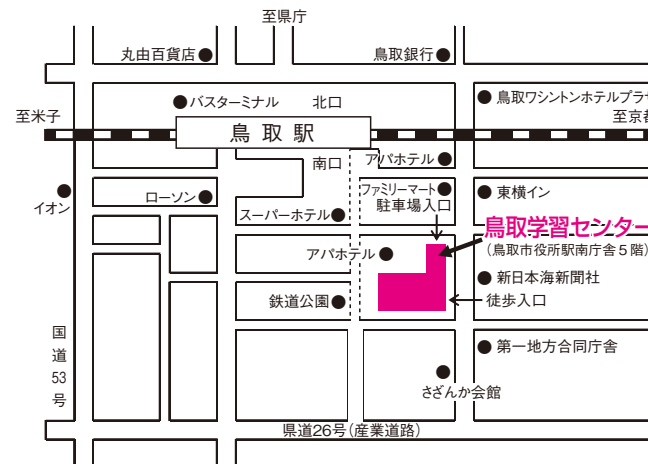 至県庁
丸由百貨店
鳥取銀行
バスターミナル
北口
鳥取ワシントンホテルプラザ
至米子
至京都
鳥取駅
南口
アパホテル
ファミリーマート
駐車場入口
東横イン
イオン
ローソン
スーパーホテル
鳥取学習センター
(鳥取市役所駅南庁舎5階)
アパホテル
新日本海新聞社
鉄道公園
徒歩入口
国道53号
第一地方合同庁舎
さざんか会館
県道26号(産業道路)